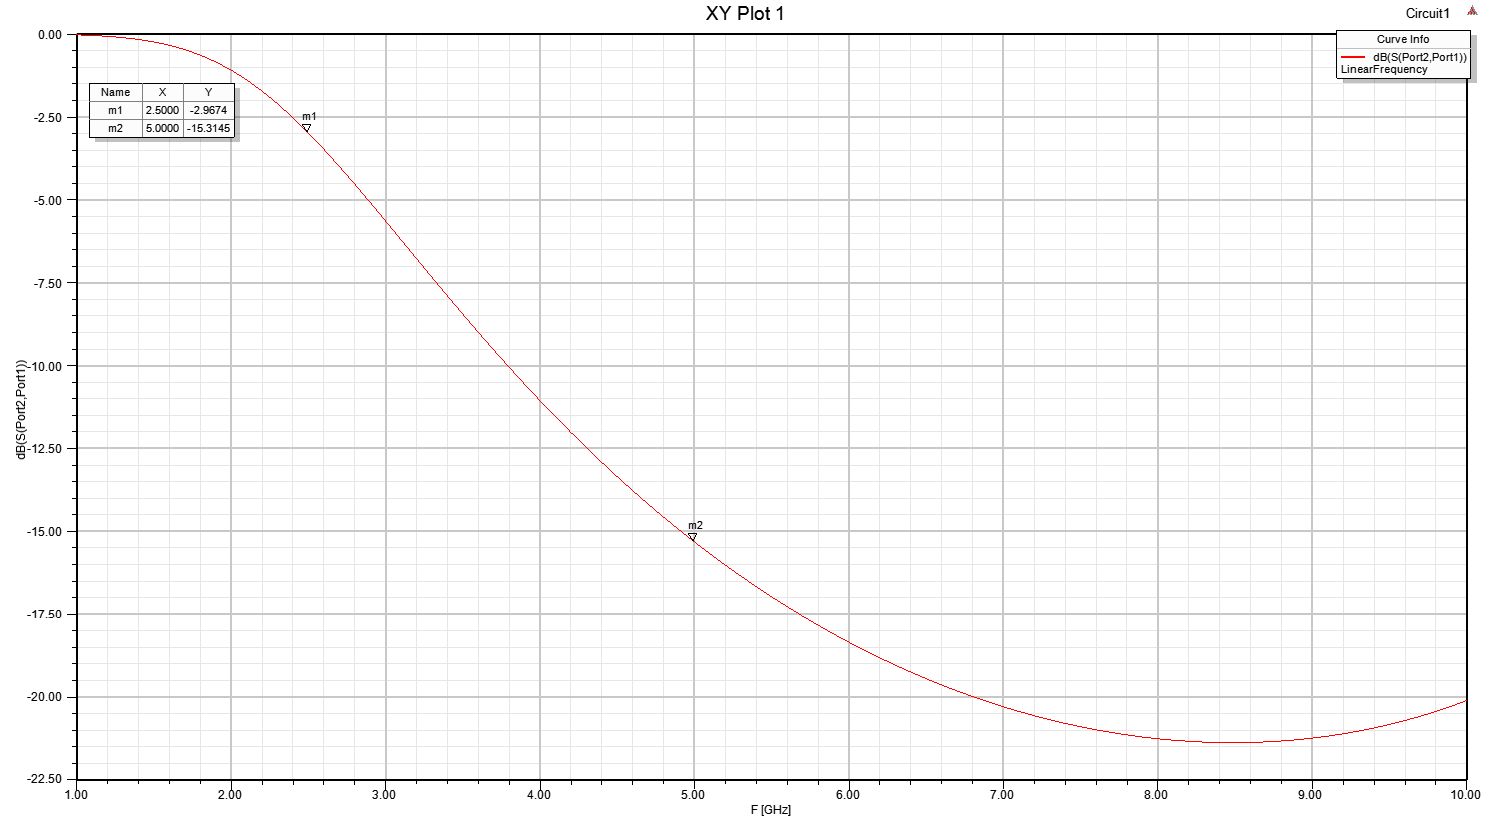 XY Plot 1
Circuit1
Curve Info
dB(S(Port2,Port1))
LinearFrequency
Name X Y
m1 2.5000 -2.9674
m2 5.0000 -15.3145
m1
m2
0.00
-2.50
-5.00
-7.50
-10.00
-12.50
-15.00
-17.50
-20.00
-22.50
dB(S(Port2,Port1))
1.00 2.00 3.00 4.00 5.00 6.00 7.00 8.00 9.00 10.00
F [GHz]